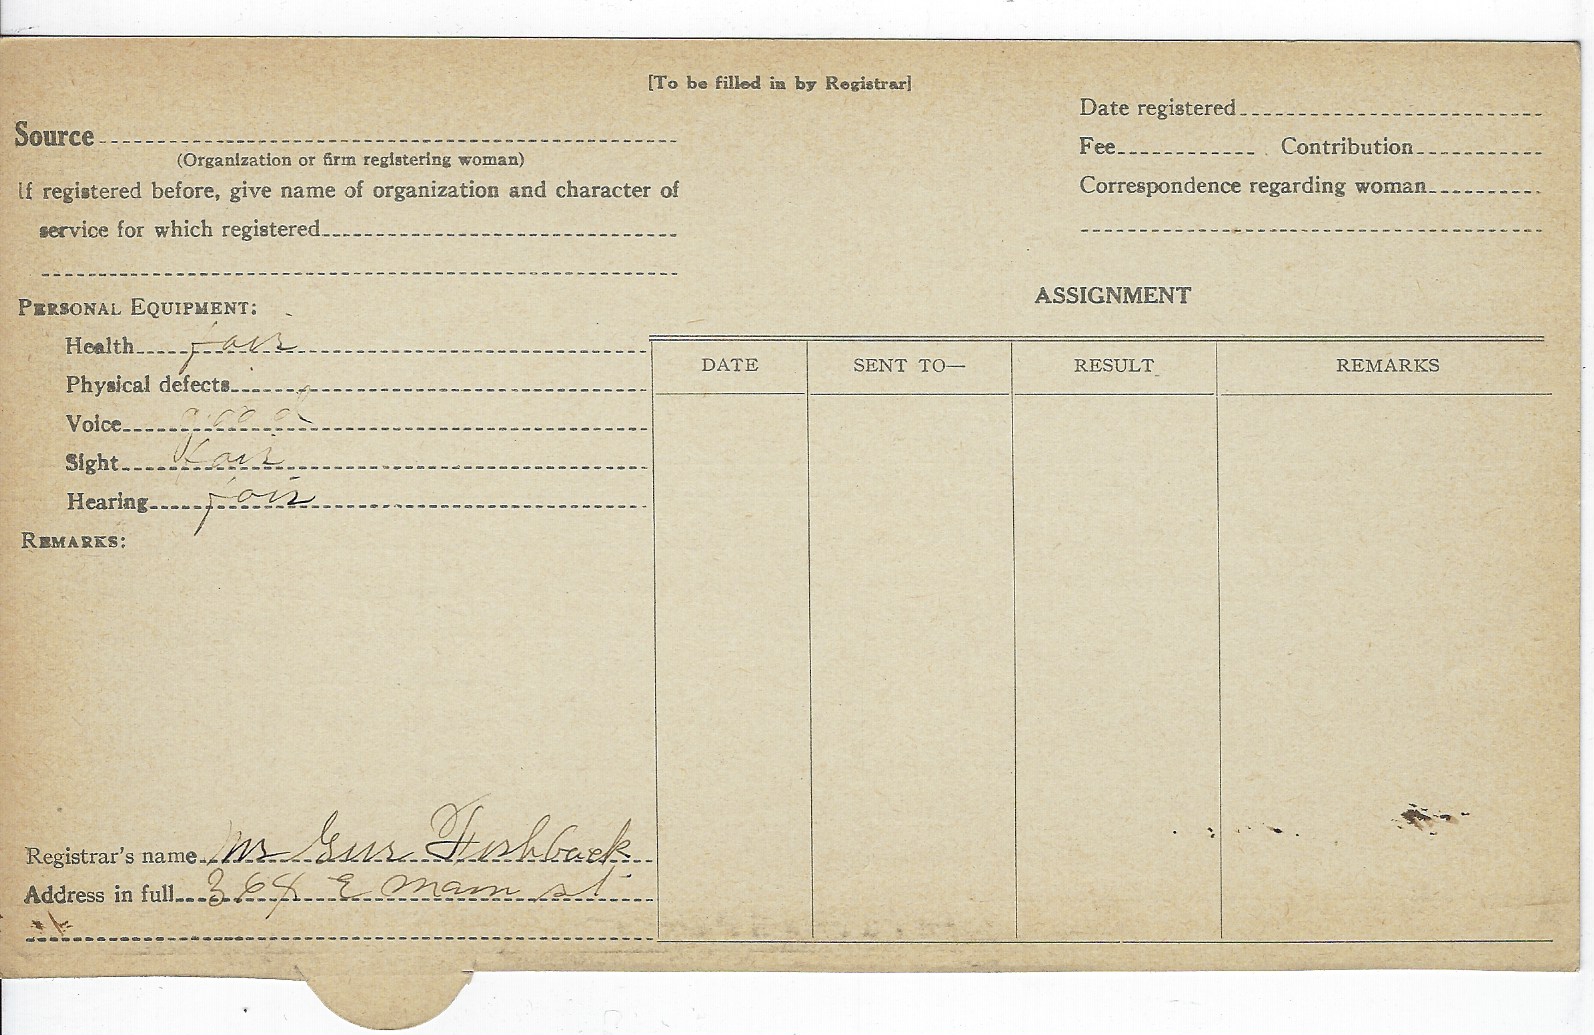 [To be filled in by Registrar]
Date registered
Source
Fee Contribution
(Organization or firm registering woman)
Correspondence regarding woman
If registered before, give name of organization and character of
service for which registered
ASSIGNMENT
PERSONAL EQUIPMENT:
Health fair
Physical defects
Voice good
Sight fair
Hearing fair
REMARKS:
DATE SENT TO— RESULT REMARKS
Registrar's name Mr Gus Fishback
Address in full 364 E Main st